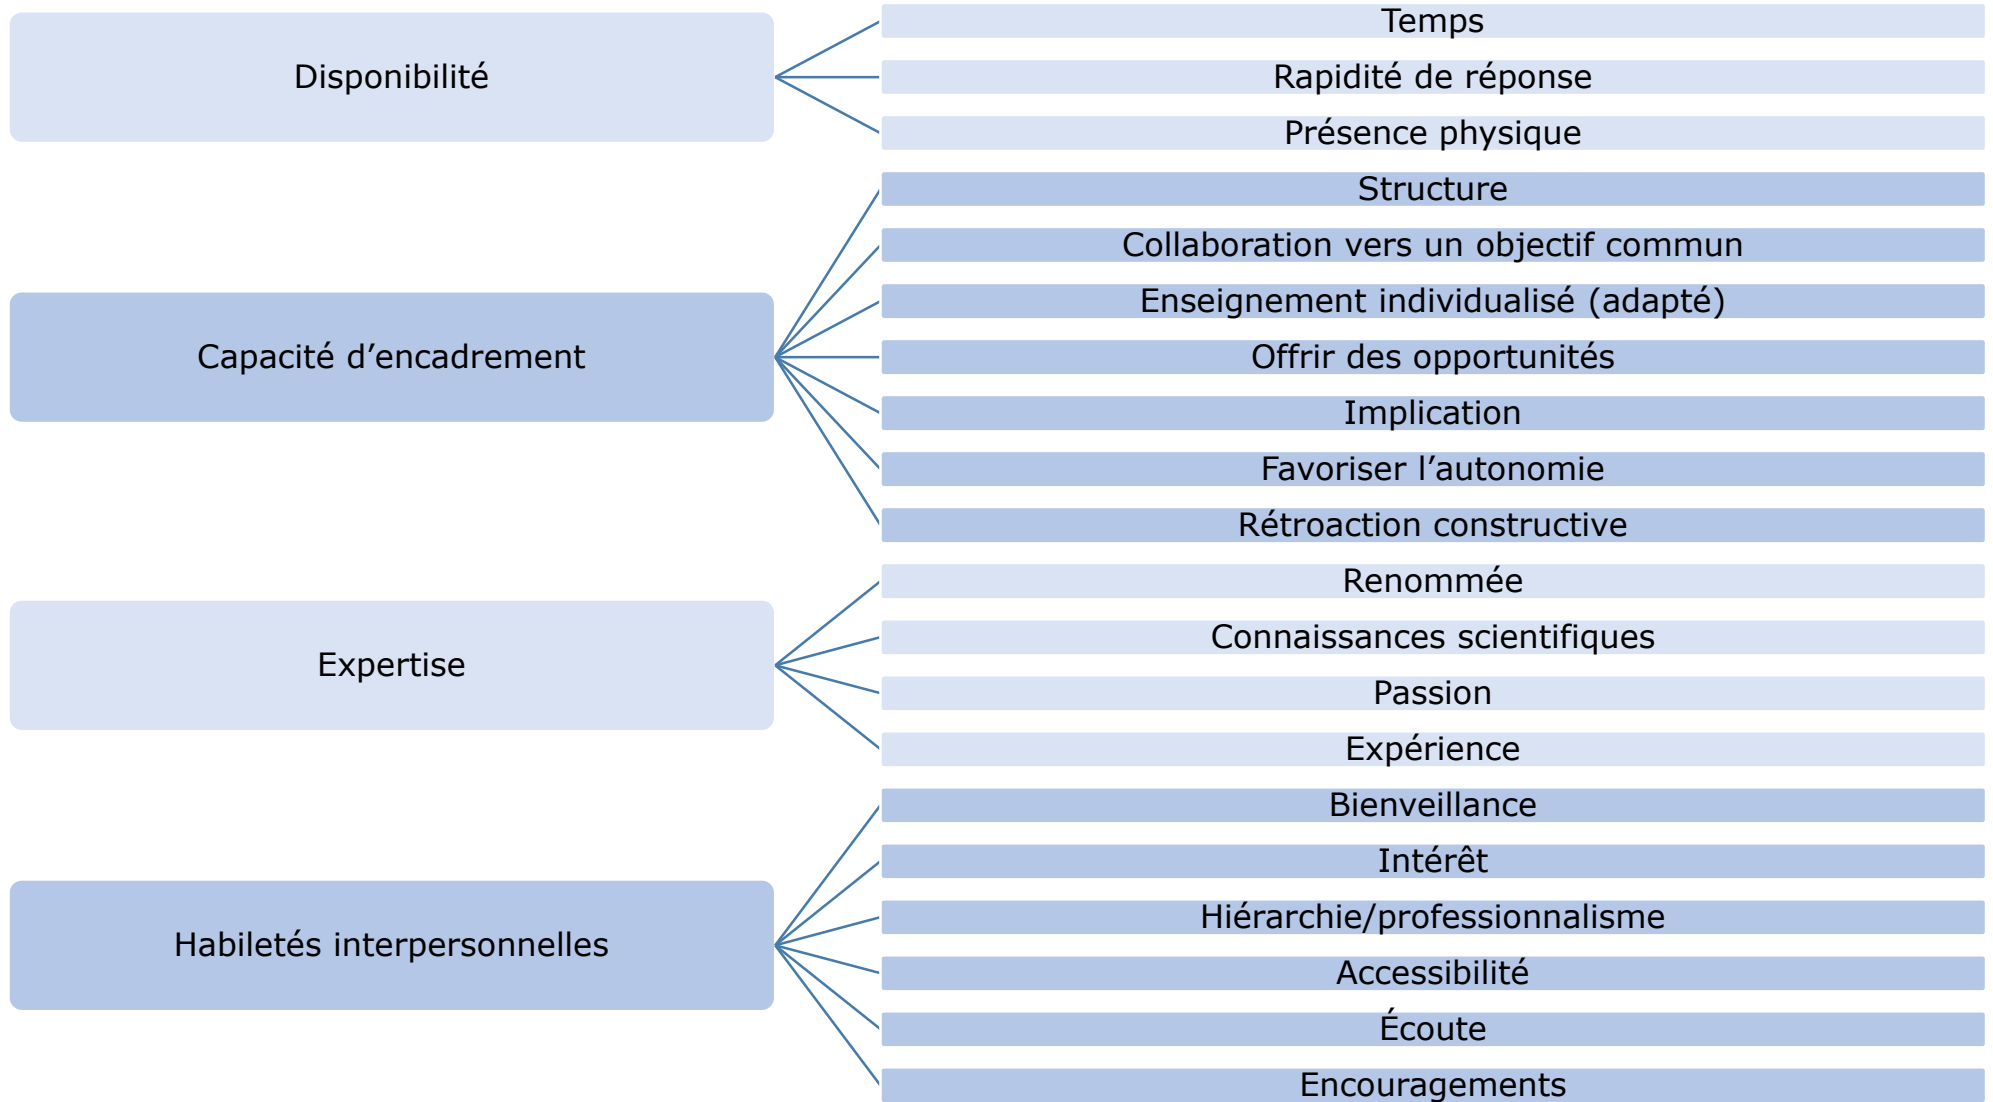 Disponibilité
Temps
Rapidité de réponse
Présence physique
Capacité d’encadrement
Structure
Collaboration vers un objectif commun
Enseignement individualisé (adapté)
Offrir des opportunités
Implication
Favoriser l’autonomie
Rétroaction constructive
Expertise
Renommée
Connaissances scientifiques
Passion
Expérience
Habiletés interpersonnelles
Bienveillance
Intérêt
Hiérarchie/professionnalisme
Accessibilité
Écoute
Encouragements